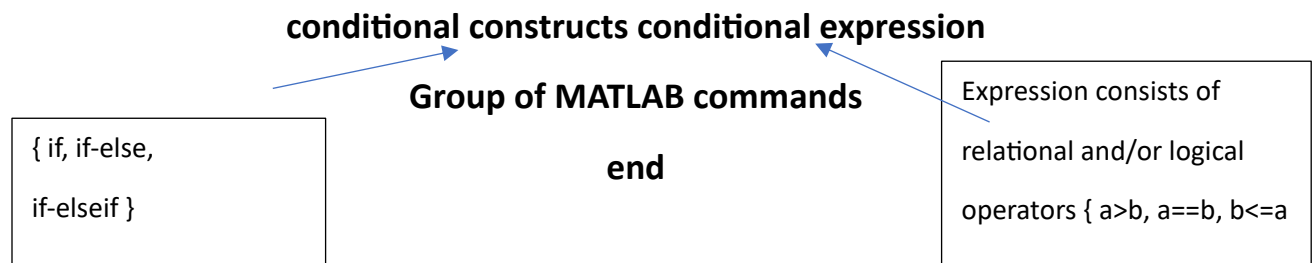 conditional constructs conditional expression
Group of MATLAB commands
end
{ if, if-else,
if-elseif }
Expression consists of
relational and/or logical
operators { a>b, a==b, b<=a